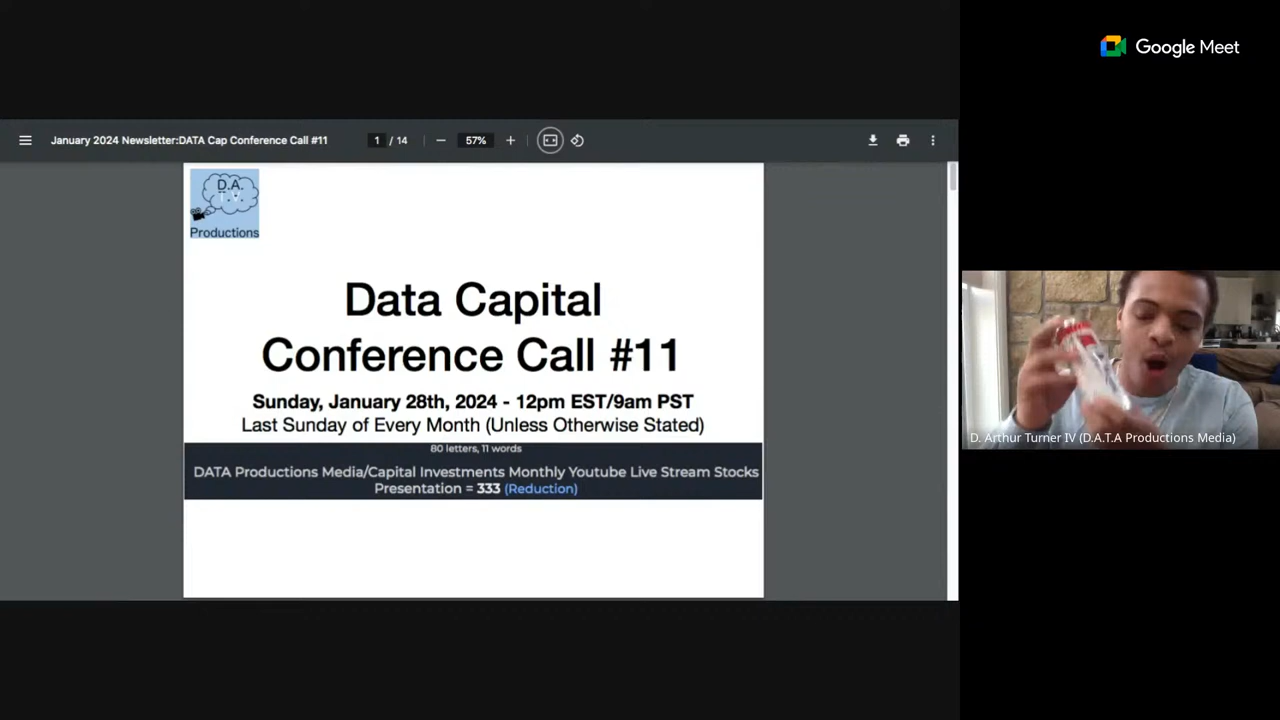 Google Meet
January 2024 Newsletter:DATA Cap Conference Call #11
1 / 14
57%
D.A.
T.V.
Productions
Data Capital
Conference Call #11
Sunday, January 28th, 2024 - 12pm EST/9am PST
Last Sunday of Every Month (Unless Otherwise Stated)
80 letters, 11 words
DATA Productions Media/Capital Investments Monthly Youtube Live Stream Stocks
Presentation = 333 (Reduction)
D. Arthur Turner IV (D.A.T.A Productions Media)